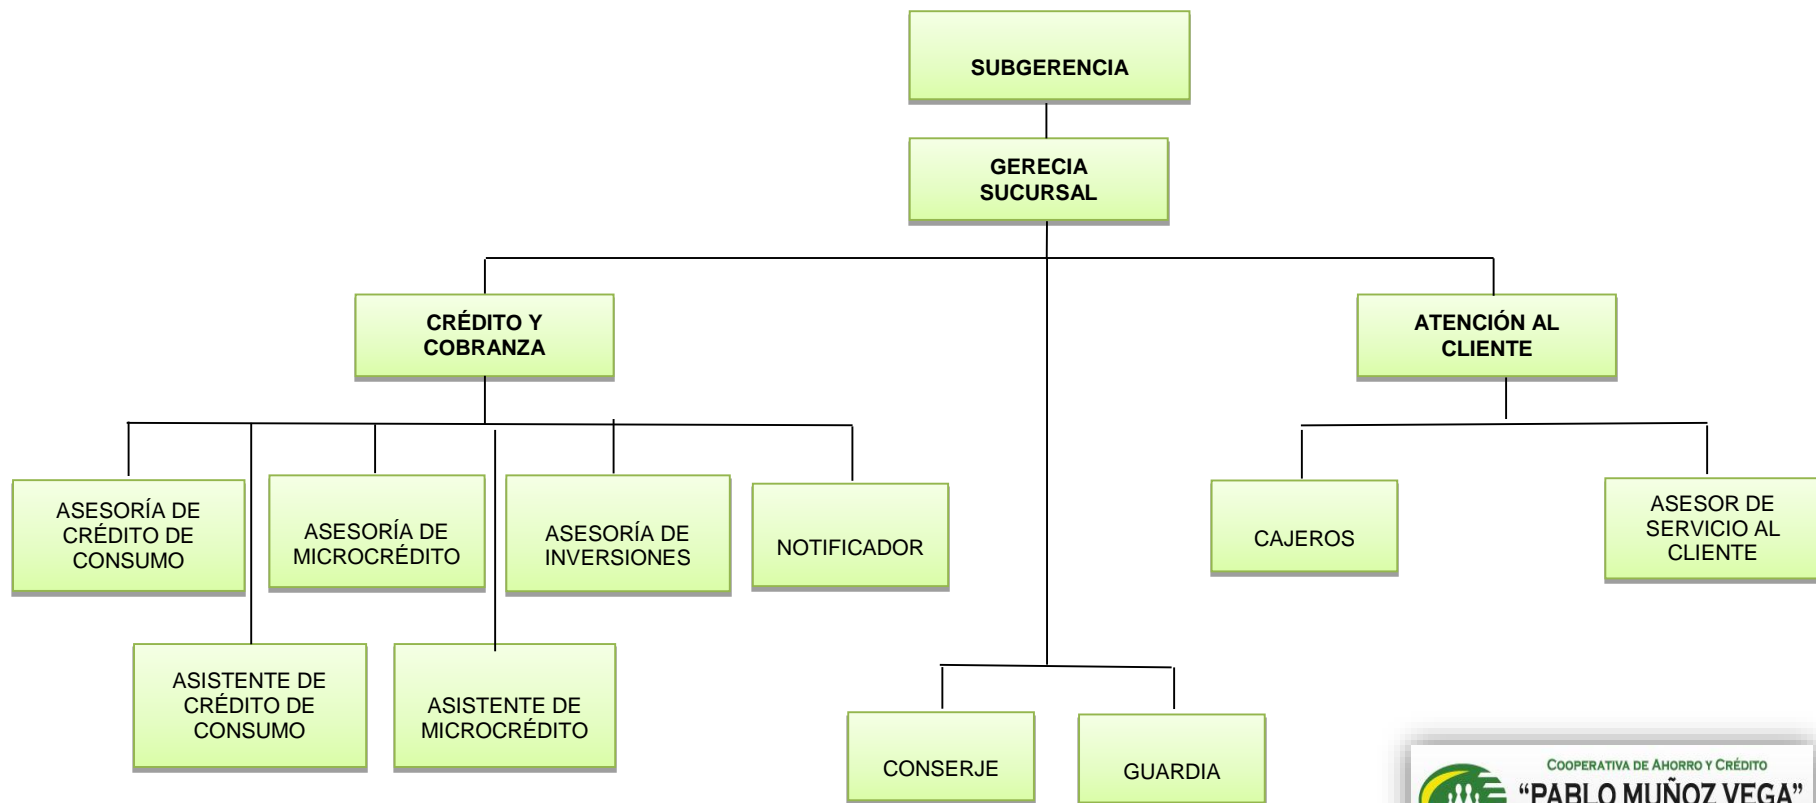 SUBGERENCIA
GERECIA
SUCURSAL
CRÉDITO Y
COBRANZA
ATENCIÓN AL
CLIENTE
ASESORÍA DE
CRÉDITO DE
CONSUMO
ASESORÍA DE
MICROCRÉDITO
ASESORÍA DE
INVERSIONES
NOTIFICADOR
CAJEROS
ASESOR DE
SERVICIO AL
CLIENTE
ASISTENTE DE
CRÉDITO DE
CONSUMO
ASISTENTE DE
MICROCRÉDITO
CONSERJE
GUARDIA
COOPERATIVA DE AHORRO Y CRÉDITO
“PABLO MUÑOZ VEGA”